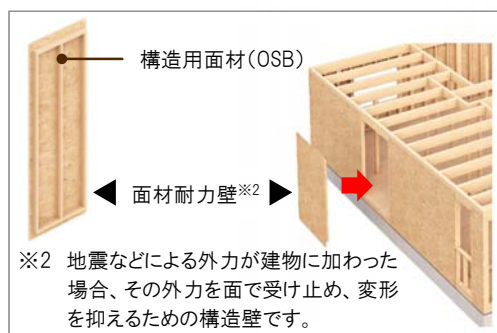 構造用面材(OSB)
◀ 面材耐力壁※2 ▶
※2 地震などによる外力が建物に加わった
場合、その外力を面で受け止め、変形
を抑えるための構造壁です。